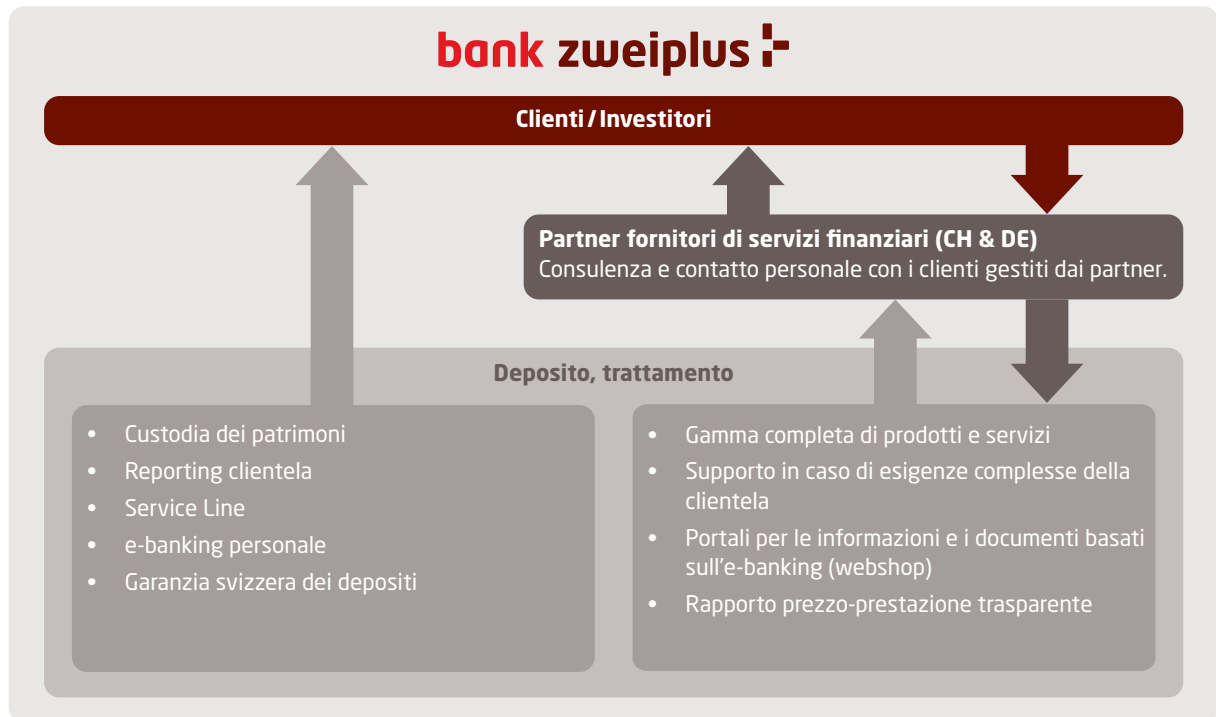 bank zweiplus
Clienti / Investitori
Partner fornitori di servizi finanziari (CH & DE)
Consulenza e contatto personale con i clienti gestiti dai partner.
Deposito, trattamento
• Custodia dei patrimoni
• Reporting clientela
• Service Line
• e-banking personale
• Garanzia svizzera dei depositi
• Gamma completa di prodotti e servizi
• Supporto in caso di esigenze complesse della
clientela
• Portali per le informazioni e i documenti basati
sull’e-banking (webshop)
• Rapporto prezzo-prestazione trasparente